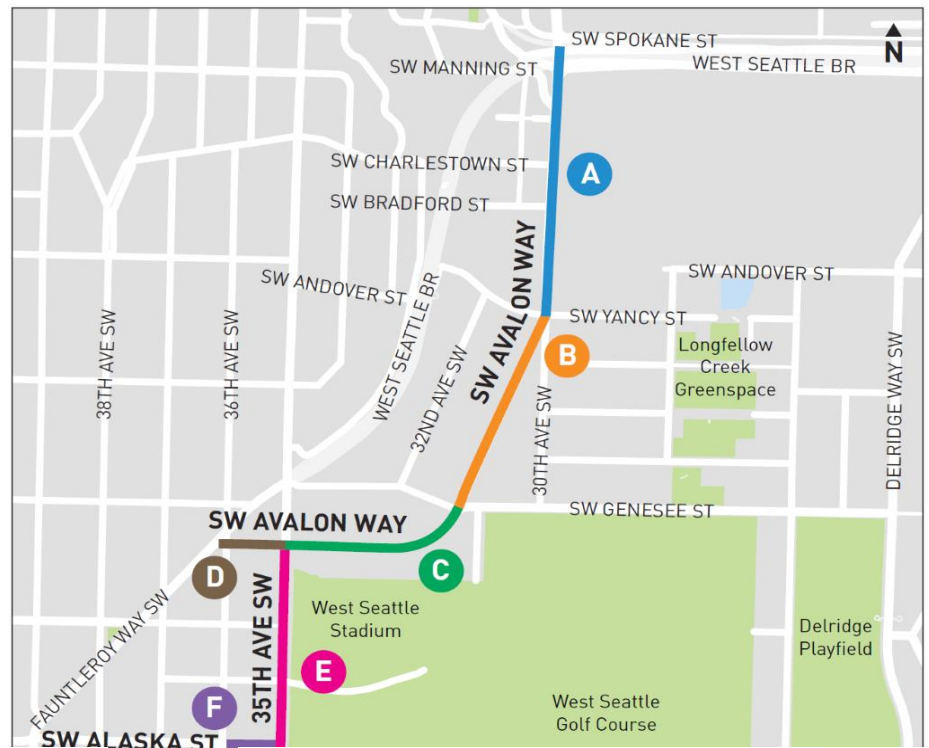 SW SPOKANE ST
N
SW MANNING ST
WEST SEATTLE BR
SW CHARLESTOWN ST
A
SW BRADFORD ST
SW AVALON WAY
SW ANDOVER ST
SW ANDOVER ST
WEST SEATTLE BR
SW YANCY ST
38TH AVE SW
36TH AVE SW
32ND AVE SW
B
30TH AVE SW
Longfellow
Creek
Greenspace
DELRIDGE WAY SW
SW GENESEE ST
SW AVALON WAY
D
C
FAUNTLEROY WAY SW
35TH AVE SW
West Seattle
Stadium
Delridge
Playfield
E
F
West Seattle
Golf Course
SW ALASKA ST